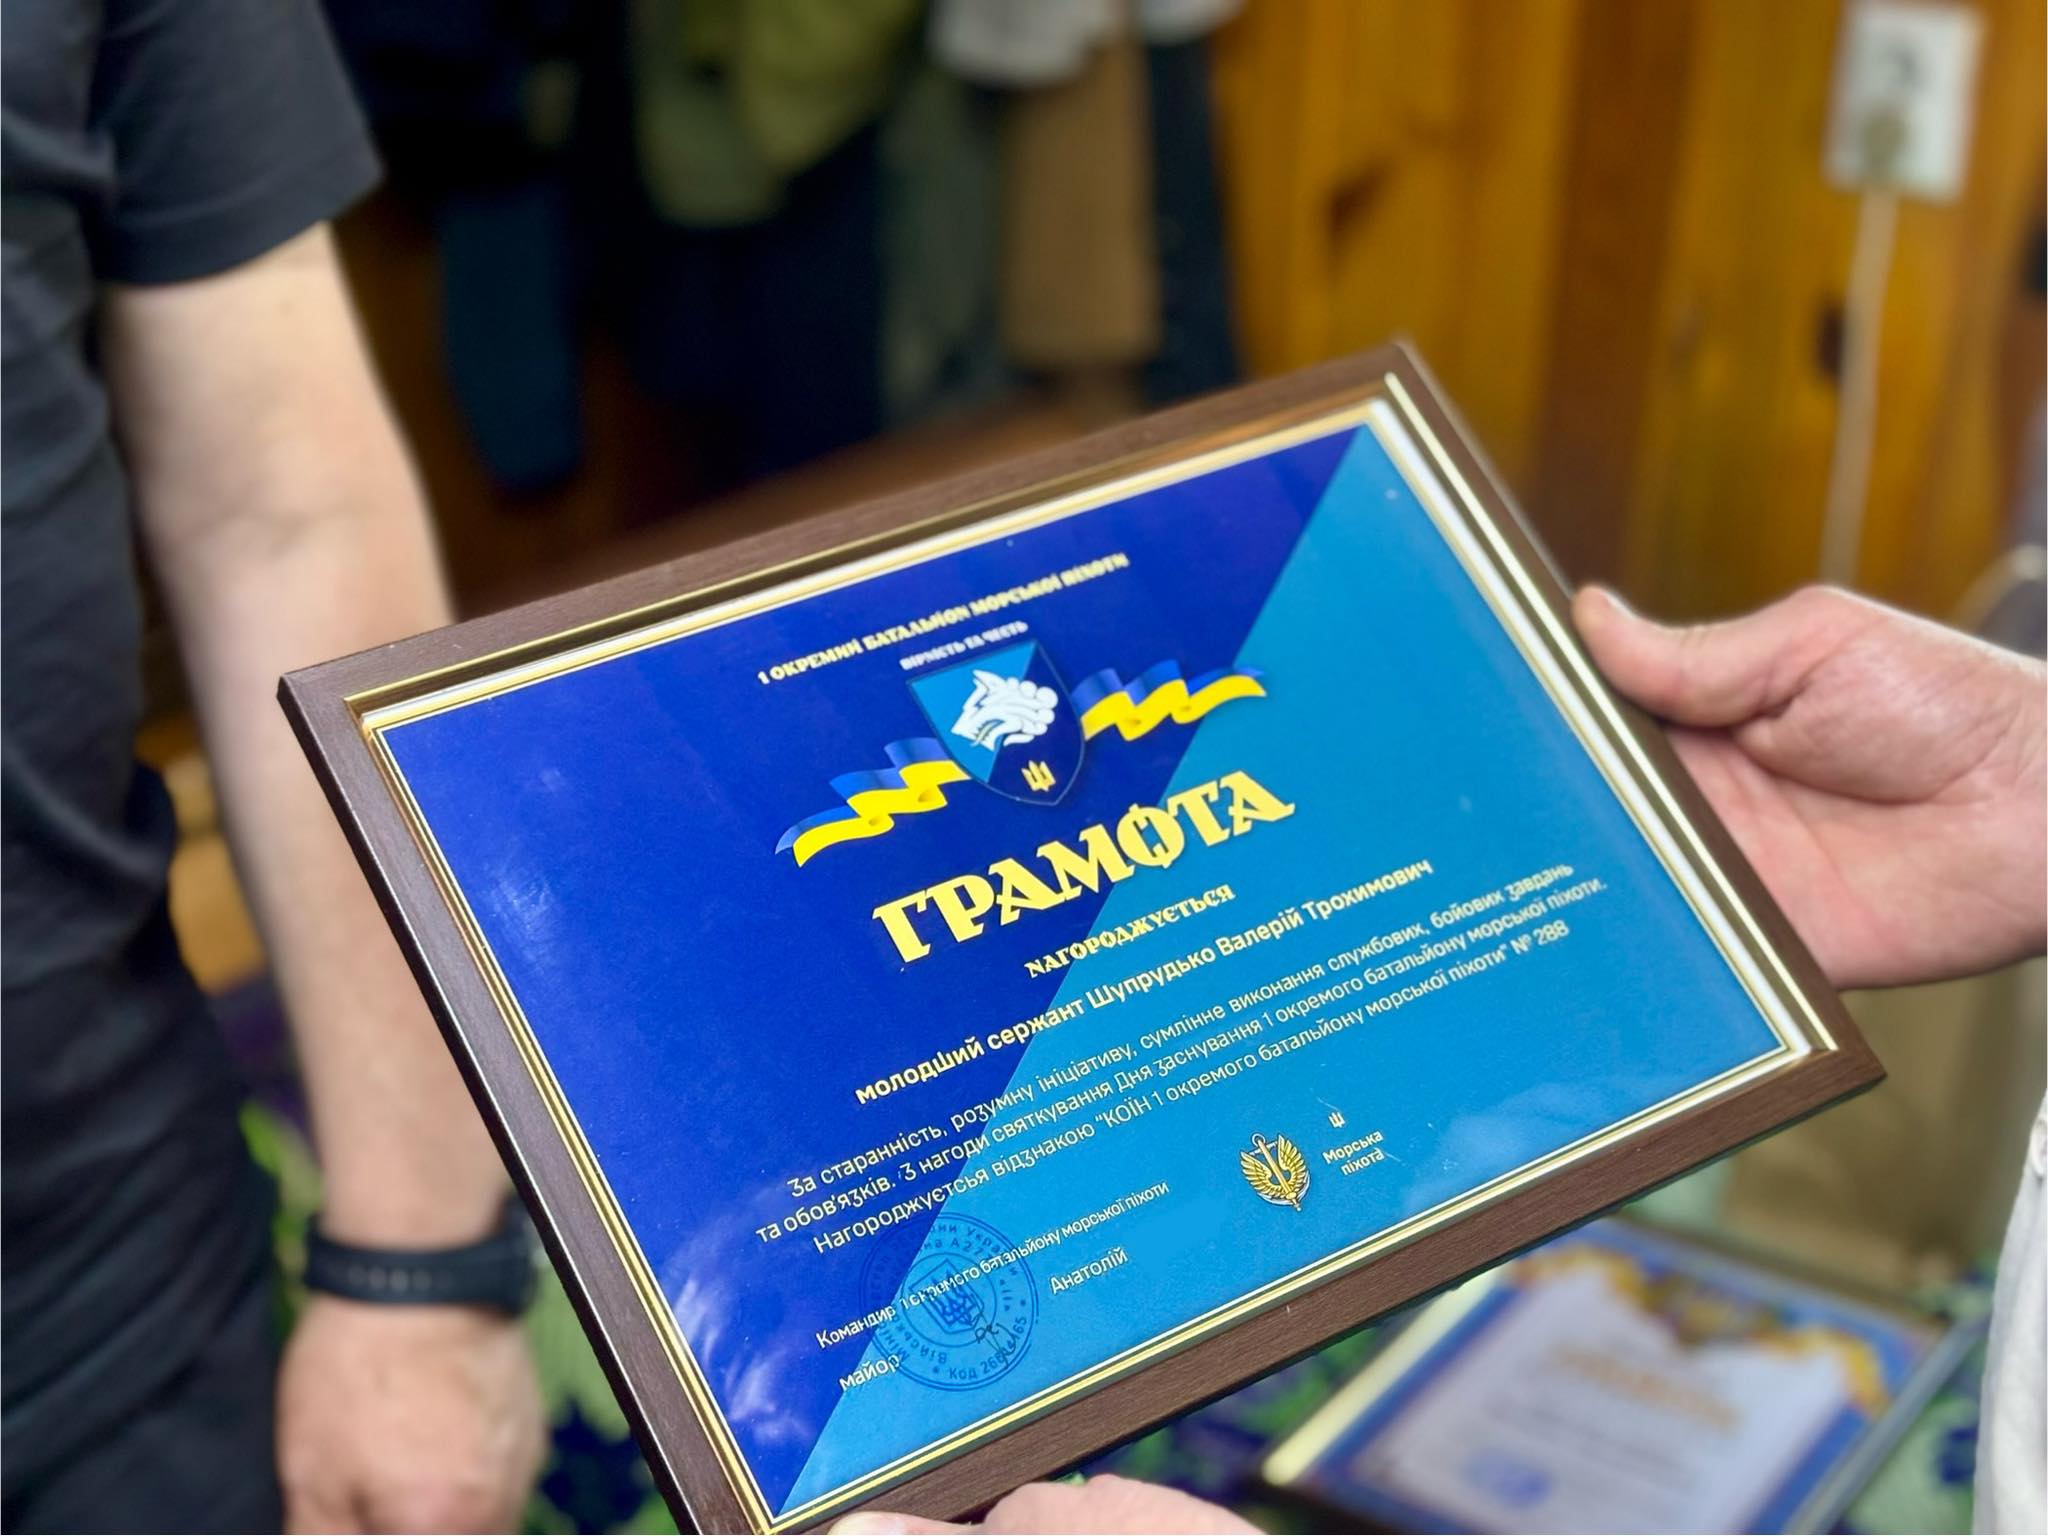 1 ОКРЕМИЙ БАТАЛЬЙОН МОРСЬКОЇ ПІХОТИ
ВІРНІСТЬ ТА ЧЕСТЬ
ГРАМОТА
НАГОРОДЖУЄТЬСЯ
молодший сержант Шупрудько Валерій Трохимович
За старанність, розумну ініціативу, сумлінне виконання службових, бойових завдань
та обов'язків. З нагоди святкування Дня заснування 1 окремого батальйону морської піхоти.
Нагороджуєтсья відзнакою "КОЇН 1 окремого батальйону морської піхоти" № 288
Командир 1 окремого батальйону морської піхоти
майор Анатолій
Морська
піхота